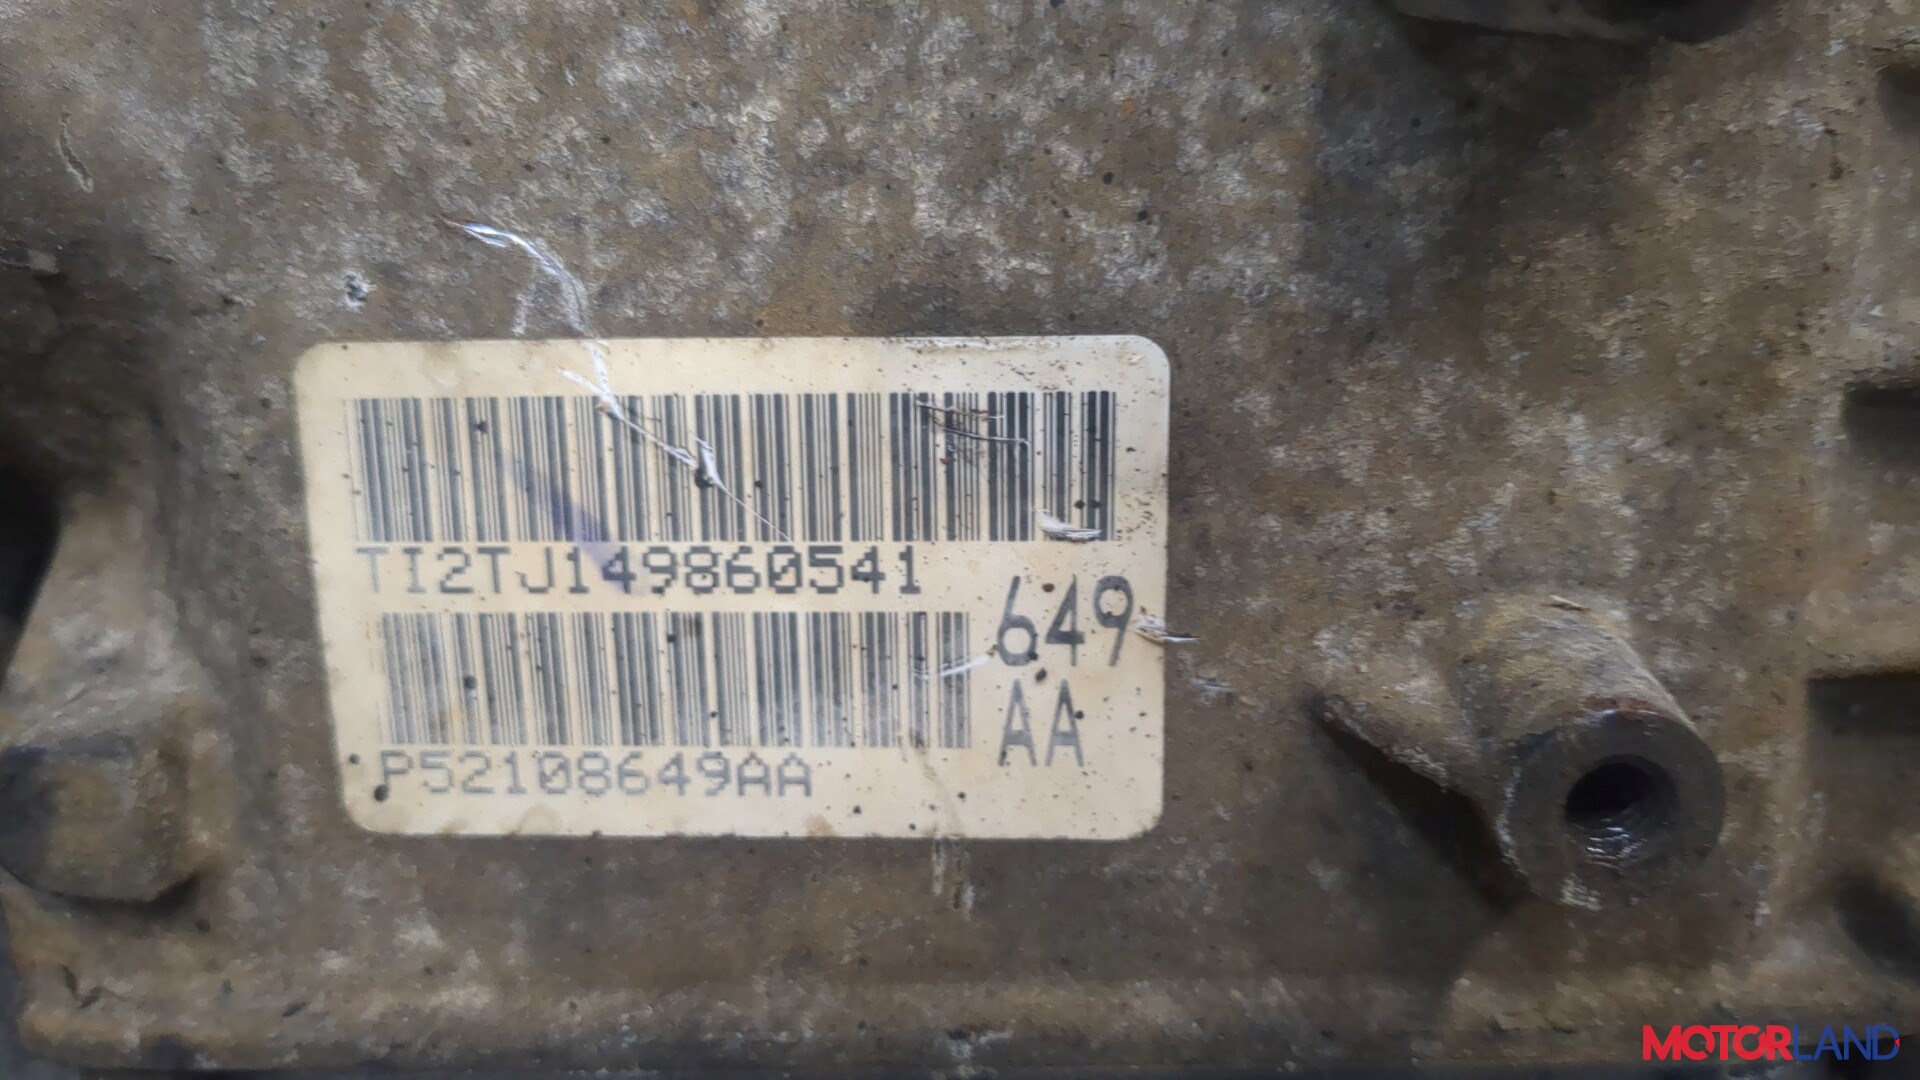 TI2TJ149860541
649
AA
P52108649AA
MOTORLAND